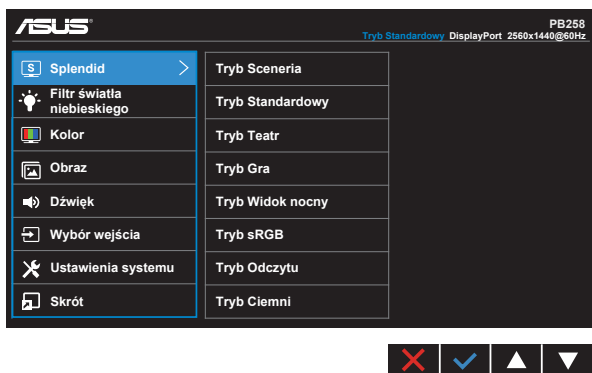 ASUS
PB258
Tryb Standardowy DisplayPort 2560x1440@60Hz
S Splendid
Filtr światła
niebieskiego
Kolor
Obraz
Dźwięk
Wybór wejścia
Ustawienia systemu
Skrót
Tryb Sceneria
Tryb Standardowy
Tryb Teatr
Tryb Gra
Tryb Widok nocny
Tryb sRGB
Tryb Odczytu
Tryb Ciemni